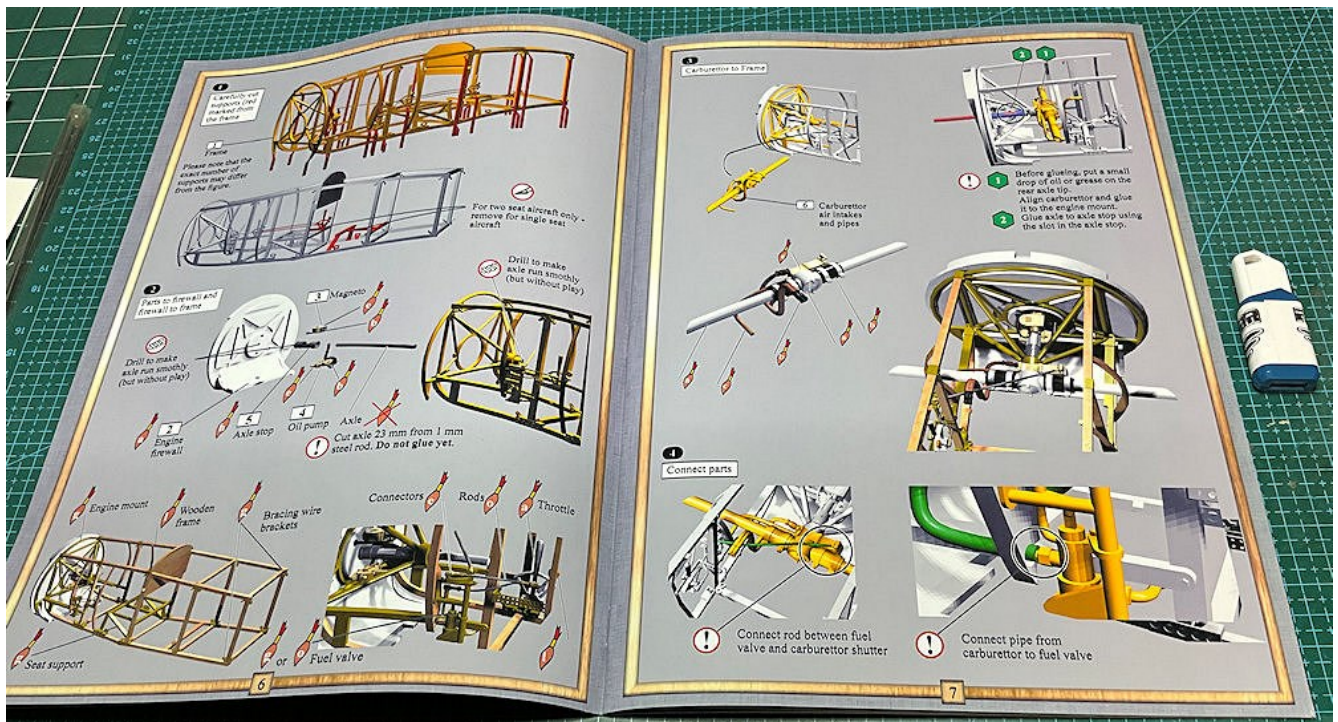 1
Carefully cut
supports (red
marked from
the frame
1
Frame
Please note that the
exact number of
supports may differ
from the figure.
For two seat aircraft only -
remove for single seat
aircraft
2
Parts to firewall and
firewall to frame
3 Magneto
Drill to make
axle run smothly
(but without play)
Drill to make
axle run smothly
(but without play)
2
Engine
firewall
5
Axle stop
4
Oil pump
Axle
! Cut axle 23 mm from 1 mm
steel rod. Do not glue yet.
Engine mount
Wooden
frame
Bracing wire
brackets
Connectors
Rods
Throttle
Seat support
or
Fuel valve
6
3
Carburettor to Frame
2 1
6 Carburettor
air intakes
and pipes
! 1 Before glueing, put a small
drop of oil or grease on the
rear axle tip.
Align carburettor and glue
it to the engine mount.
2 Glue axle to axle stop using
the slot in the axle stop.
4
Connect parts
! Connect rod between fuel
valve and carburettor shutter
! Connect pipe from
carburettor to fuel valve
7